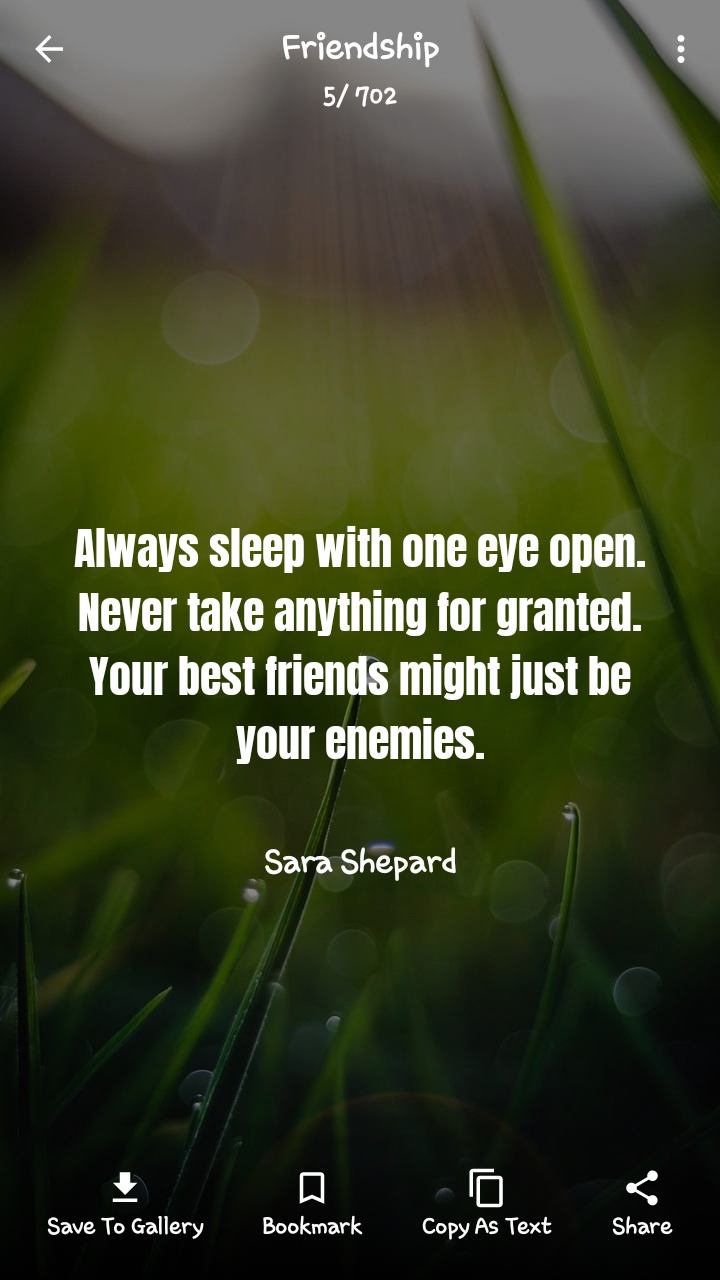 Friendship
5/ 702
Always sleep with one eye open.
Never take anything for granted.
Your best friends might just be
your enemies.
Sara Shepard
Save To Gallery
Bookmark
Copy As Text
Share